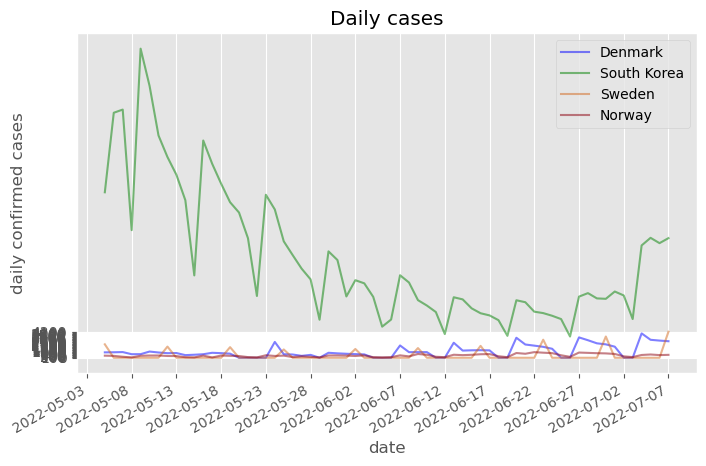 Daily cases
Denmark
South Korea
Sweden
Norway
daily confirmed cases
2022-05-03
2022-05-08
2022-05-13
2022-05-18
2022-05-23
2022-05-28
2022-06-02
2022-06-07
2022-06-12
2022-06-17
2022-06-22
2022-06-27
2022-07-02
2022-07-07
date